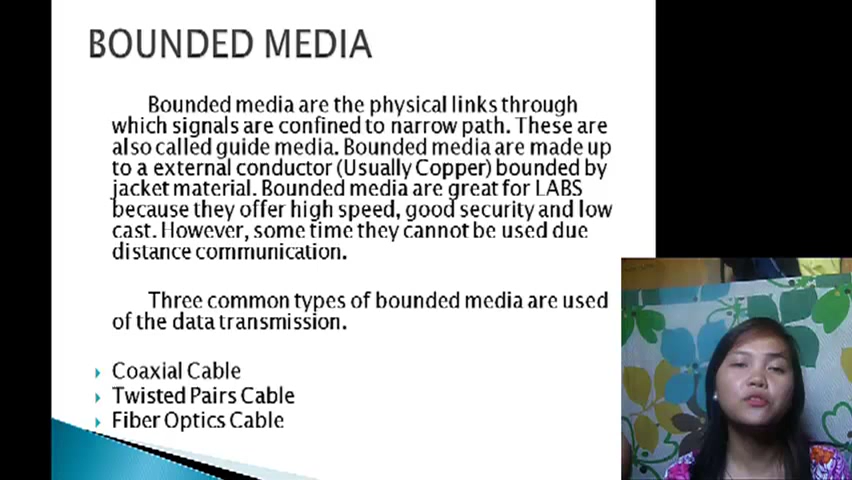 BOUNDED MEDIA
Bounded media are the physical links through
which signals are confined to narrow path. These are
also called guide media. Bounded media are made up
to a external conductor (Usually Copper) bounded by
jacket material. Bounded media are great for LABS
because they offer high speed, good security and low
cast. However, some time they cannot be used due
distance communication.
Three common types of bounded media are used
of the data transmission.
Coaxial Cable
Twisted Pairs Cable
Fiber Optics Cable